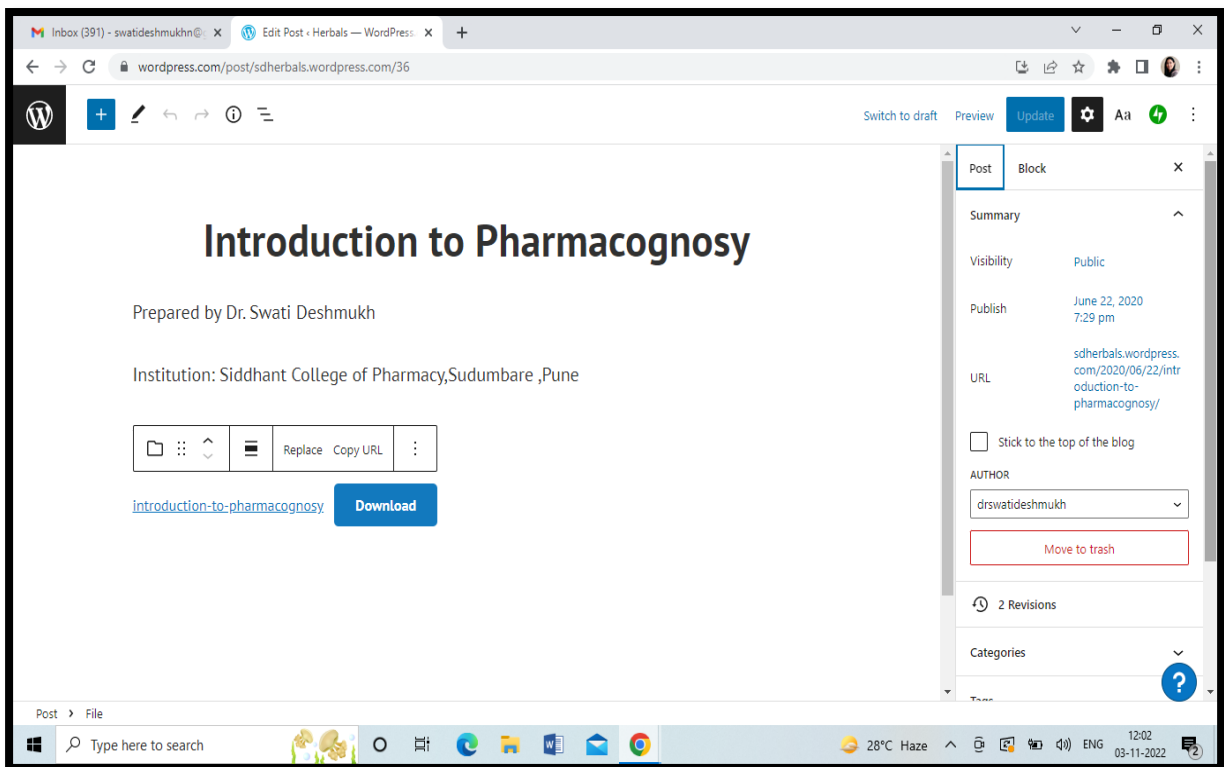 Inbox (391) - swatideshmukhn@
Edit Post ‹ Herbals — WordPress
wordpress.com/post/sdherbals.wordpress.com/36
Switch to draft Preview Update Aa
Post Block
Introduction to Pharmacognosy
Prepared by Dr. Swati Deshmukh
Institution: Siddhant College of Pharmacy,Sudumbare ,Pune
Replace Copy URL
introduction-to-pharmacognosy Download
Summary
Visibility Public
Publish June 22, 2020
7:29 pm
URL sdherbals.wordpress.
com/2020/06/22/intr
oduction-to-
pharmacognosy/
Stick to the top of the blog
AUTHOR
drswatideshmukh
Move to trash
2 Revisions
Categories
?
Post › File
Type here to search
28°C Haze
ENG
12:02
03-11-2022
2